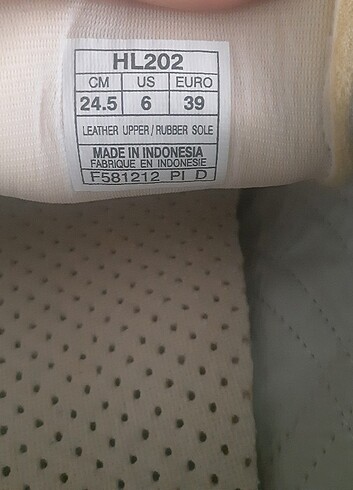 HL202
CM US EURO
24.5 6 39
LEATHER UPPER/RUBBER SOLE
MADE IN INDONESIA
FABRIQUE EN INDONESIE
F581212 PI D